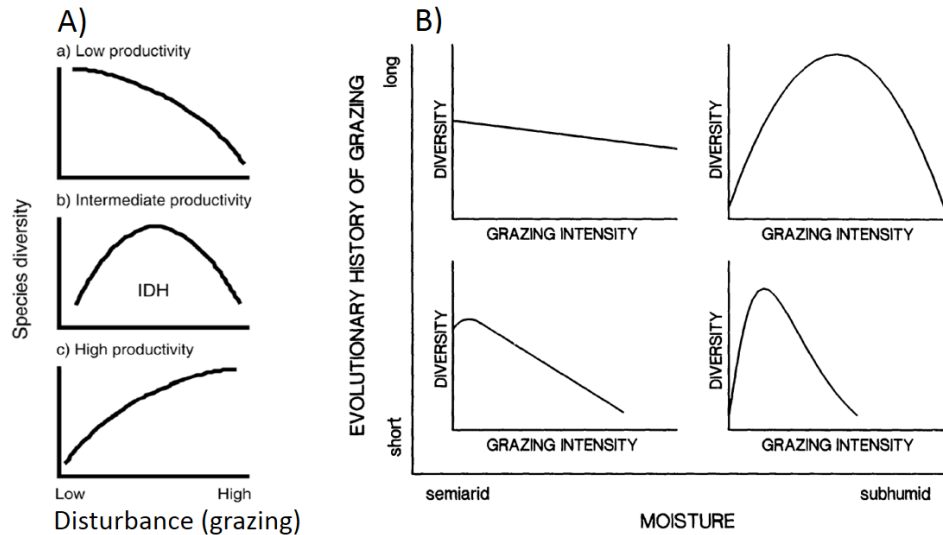 A)
a) Low productivity
b) Intermediate productivity
IDH
c) High productivity
Species diversity
Low High
Disturbance (grazing)
B)
EVOLUTIONARY HISTORY OF GRAZING
long
short
DIVERSITY
GRAZING INTENSITY
DIVERSITY
GRAZING INTENSITY
DIVERSITY
GRAZING INTENSITY
DIVERSITY
GRAZING INTENSITY
semiarid subhumid
MOISTURE